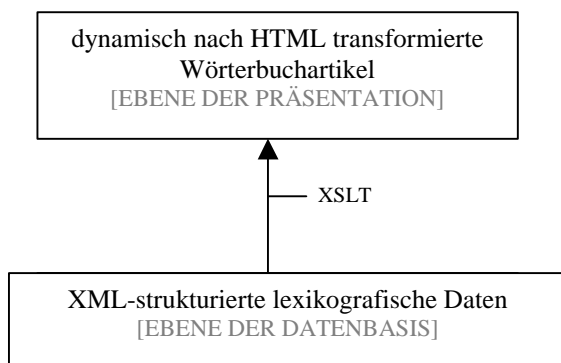 dynamisch nach HTML transformierte
Wörterbuchartikel
[EBENE DER PRÄSENTATION]
XSLT
XML-strukturierte lexikografische Daten
[EBENE DER DATENBASIS]